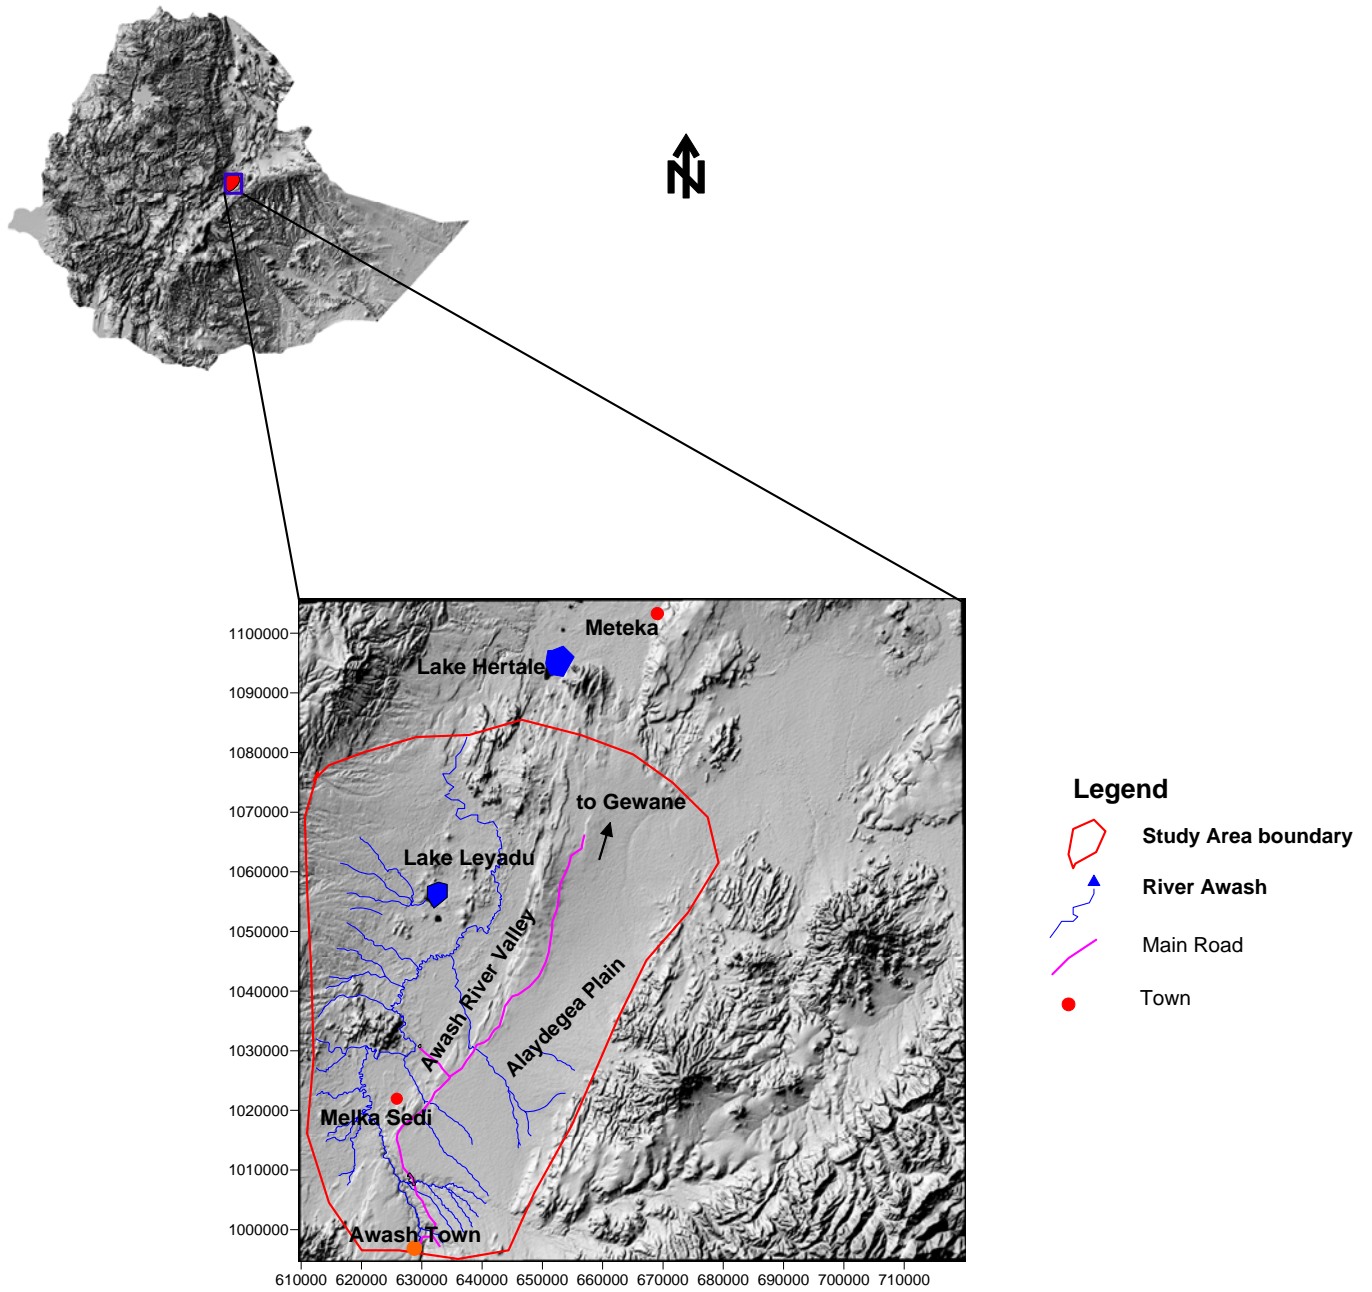 N
Meteka
Lake Hertale
to Gewane
Lake Leyadu
Awash River Valley
Alaydegea Plain
Melka Sedi
Awash Town
1100000
1090000
1080000
1070000
1060000
1050000
1040000
1030000
1020000
1010000
1000000
610000 620000 630000 640000 650000 660000 670000 680000 690000 700000 710000
Legend
Study Area boundary
River Awash
Main Road
Town